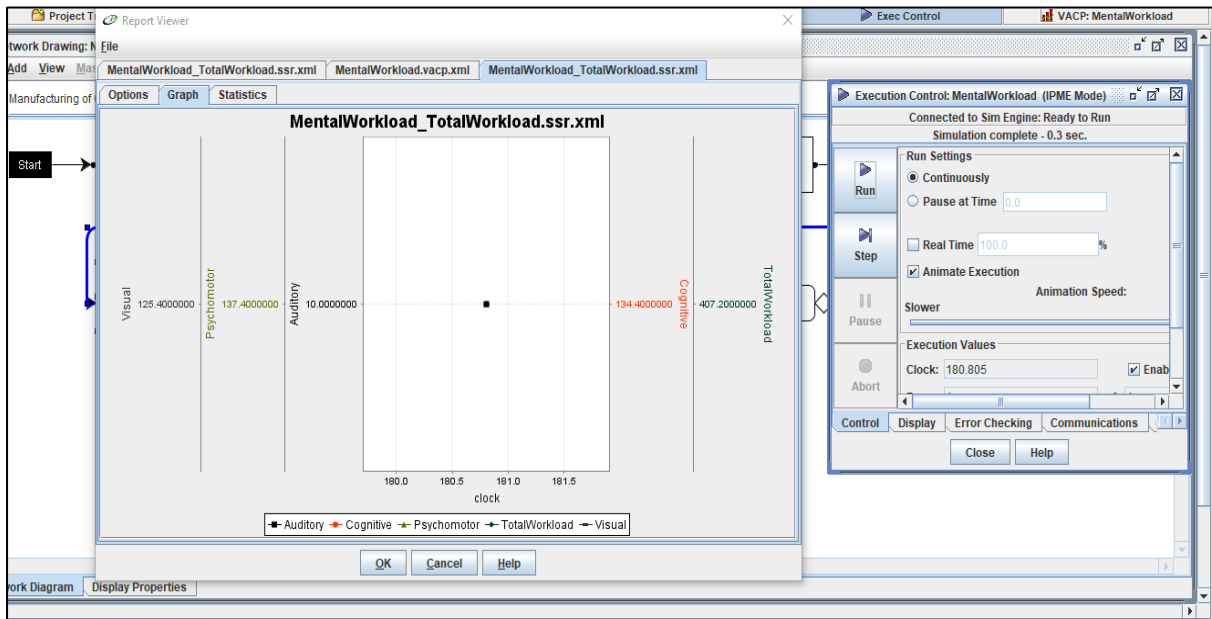 Project T
Exec Control
VACP: MentalWorkload
Report Viewer
twork Drawing: N
File
Add View Mas
MentalWorkload_TotalWorkload.ssr.xml
MentalWorkload.vacp.xml
MentalWorkload_TotalWorkload.ssr.xml
Manufacturing of
Options
Graph
Statistics
MentalWorkload_TotalWorkload.ssr.xml
Start
Visual
125.4000000
Psychomotor
137.4000000
Auditory
10.0000000
134.4000000
Cognitive
407.2000000
TotalWorkload
180.0 180.5 181.0 181.5
clock
Auditory Cognitive Psychomotor TotalWorkload Visual
OK
Cancel
Help
Execution Control: MentalWorkload (IPME Mode)
Connected to Sim Engine: Ready to Run
Simulation complete - 0.3 sec.
Run
Step
Pause
Abort
Run Settings
Continuously
Pause at Time 0.0
Real Time 100.0 %
Animate Execution
Animation Speed:
Slower
Execution Values
Clock: 180.805
Enab
Control
Display
Error Checking
Communications
Close
Help
work Diagram
Display Properties